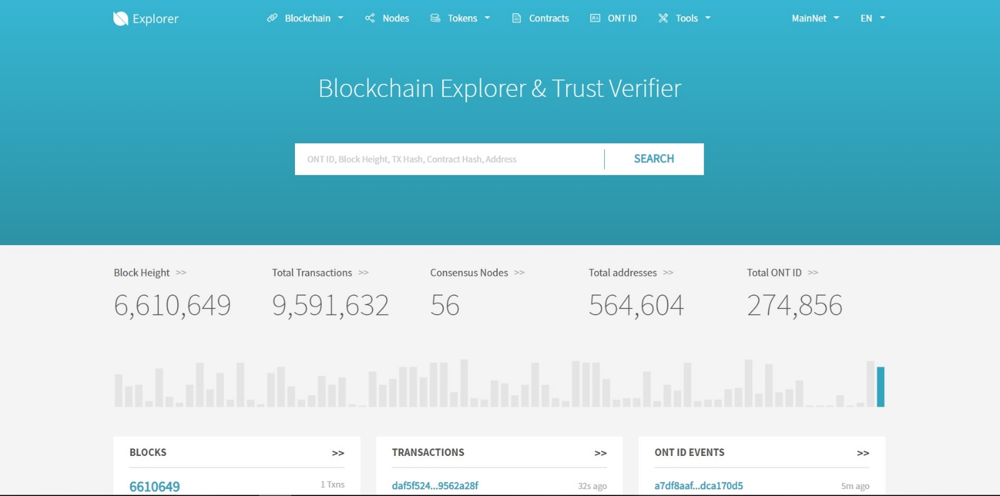 Explorer Blockchain Nodes Tokens Contracts ONT ID Tools MainNet EN
Blockchain Explorer & Trust Verifier
ONT ID, Block Height, TX Hash, Contract Hash, Address SEARCH
Block Height >> Total Transactions >> Consensus Nodes >> Total addresses >> Total ONT ID >>
6,610,649 9,591,632 56 564,604 274,856
BLOCKS >> TRANSACTIONS >> ONT ID EVENTS >>
6610649 1 Txns daf5f524...9562a28f 32s ago a7df8aaf...dca170d5 5m ago